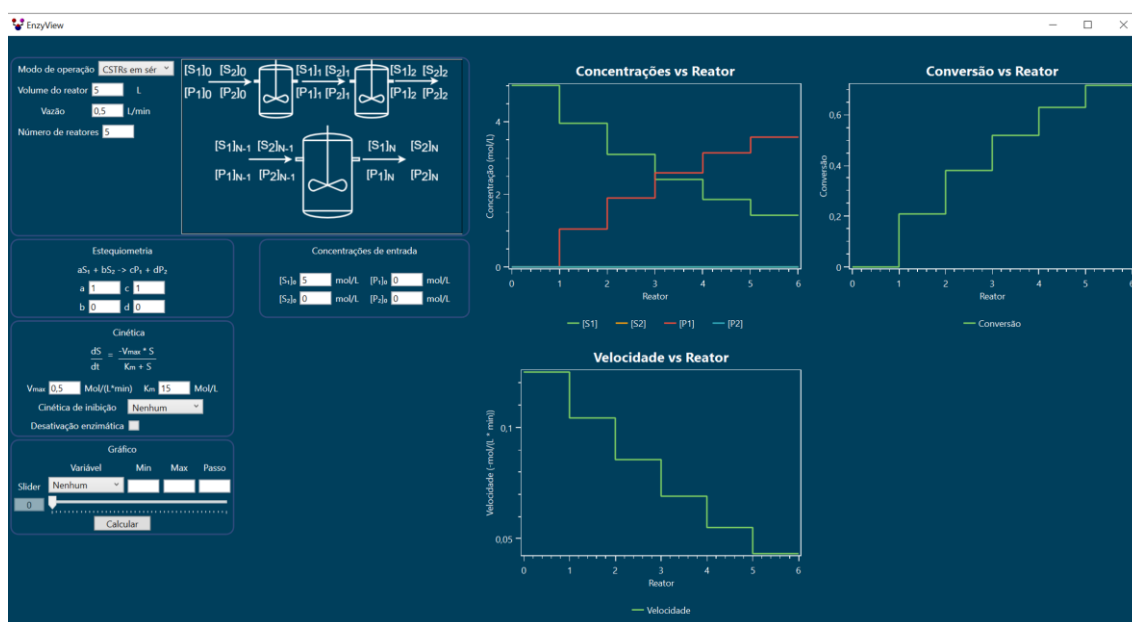 EnzyView
Modo de operação CSTRs em sér
Volume do reator 5 L
Vazão 0,5 L/min
Número de reatores 5
[S1]0 [S2]0 [S1]1 [S2]1 [S1]2 [S2]2
[P1]0 [P2]0 [P1]1 [P2]1 [P1]2 [P2]2
[S1]N-1 [S2]N-1 [S1]N [S2]N
[P1]N-1 [P2]N-1 [P1]N [P2]N
Estequiometria
aS₁ + bS₂ -> cP₁ + dP₂
a 1 c 1
b 0 d 0
Concentrações de entrada
[S₁]₀ 5 mol/L [P₁]₀ 0 mol/L
[S₂]₀ 0 mol/L [P₂]₀ 0 mol/L
Cinética
dS = -Vmax * S
dt Km + S
Vmax 0,5 Mol/(L*min) Km 15 Mol/L
Cinética de inibição Nenhum
Desativação enzimática
Gráfico
Variável Min Max Passo
Slider Nenhum
0
Calcular
Concentrações vs Reator
Concentração (mol/L)
4
2
0
0 1 2 3 4 5 6
Reator
[S1] [S2] [P1] [P2]
Conversão vs Reator
Conversão
0,6
0,4
0,2
0
0 1 2 3 4 5 6
Reator
Conversão
Velocidade vs Reator
Velocidade (-mol/(L * min))
0,1
0,05
0 1 2 3 4 5 6
Reator
Velocidade